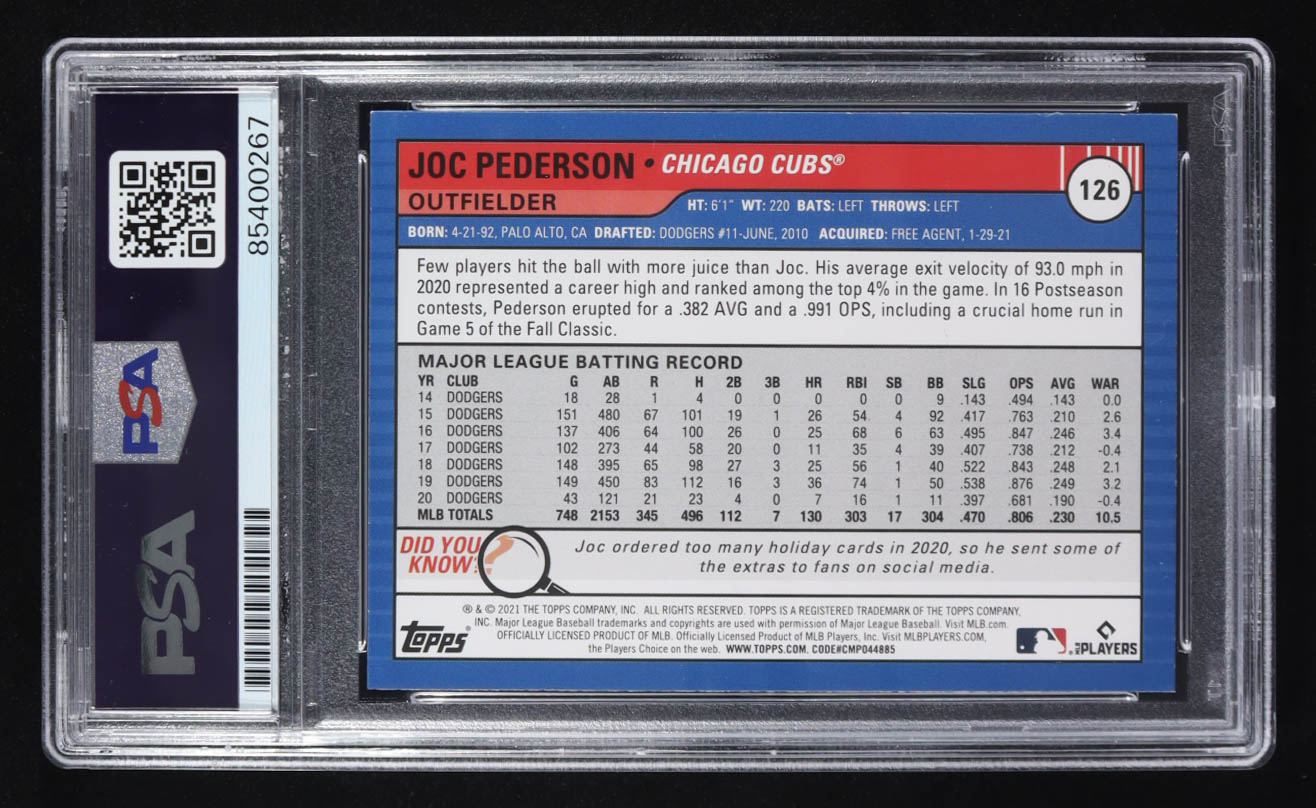 85400267
PSA
PSA
JOC PEDERSON • CHICAGO CUBS®
126
OUTFIELDER
HT: 6'1" WT: 220 BATS: LEFT THROWS: LEFT
BORN: 4-21-92, PALO ALTO, CA DRAFTED: DODGERS #11-JUNE, 2010 ACQUIRED: FREE AGENT, 1-29-21
Few players hit the ball with more juice than Joc. His average exit velocity of 93.0 mph in
2020 represented a career high and ranked among the top 4% in the game. In 16 Postseason
contests, Pederson erupted for a .382 AVG and a .991 OPS, including a crucial home run in
Game 5 of the Fall Classic.
MAJOR LEAGUE BATTING RECORD
YR CLUB G AB R H 2B 3B HR RBI SB BB SLG OPS AVG WAR
14 DODGERS 18 28 1 4 0 0 0 0 0 9 .143 .494 .143 0.0
15 DODGERS 151 480 67 101 19 1 26 54 4 92 .417 .763 .210 2.6
16 DODGERS 137 406 64 100 26 0 25 68 6 63 .495 .847 .246 3.4
17 DODGERS 102 273 44 58 20 0 11 35 4 39 .407 .738 .212 -0.4
18 DODGERS 148 395 65 98 27 3 25 56 1 40 .522 .843 .248 2.1
19 DODGERS 149 450 83 112 16 3 36 74 1 50 .538 .876 .249 3.2
20 DODGERS 43 121 21 23 4 0 7 16 1 11 .397 .681 .190 -0.4
MLB TOTALS 748 2153 345 496 112 7 130 303 17 304 .470 .806 .230 10.5
DID YOU
KNOW?
Joc ordered too many holiday cards in 2020, so he sent some of
the extras to fans on social media.
® & © 2021 THE TOPPS COMPANY, INC. ALL RIGHTS RESERVED. TOPPS IS A REGISTERED TRADEMARK OF THE TOPPS COMPANY,
INC. Major League Baseball trademarks and copyrights are used with permission of Major League Baseball. Visit MLB.com.
OFFICIALLY LICENSED PRODUCT OF MLB. Officially Licensed Product of MLB Players, Inc. Visit MLBPLAYERS.COM,
the Players Choice on the web. WWW.TOPPS.COM. CODE#CMP044885
TOPPS®
MLB PLAYERS